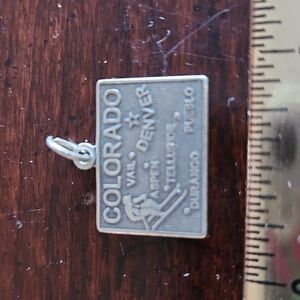 COLORADO
DENVER
VAIL
ASPEN
TELLURIDE
PUEBLO
DURANGO